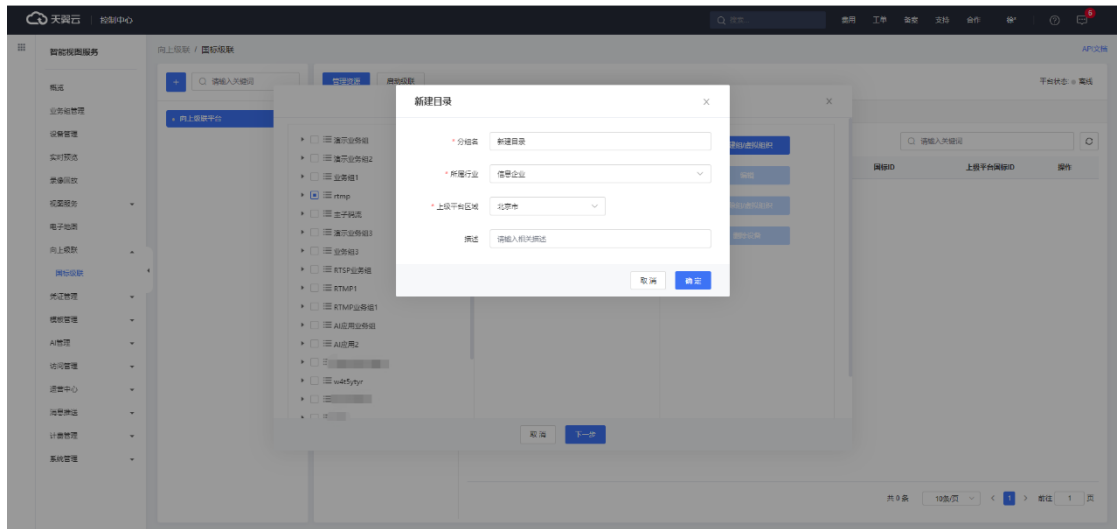 天翼云 | 控制中心
搜索...
费用 工单 备案 支持 合作
6
智能视图服务
向上级联 / 国标级联
API文档
概览
业务组管理
设备管理
实时预览
录像回放
视图服务
电子地图
向上级联
国标级联
凭证管理
模板管理
AI管理
访问管理
运营中心
消息推送
计费管理
系统管理
+
请输入关键词
管理资源
启动级联
平台状态: 离线
向上级联平台
请输入关键词
国标ID
上级平台国标ID
操作
演示业务组
演示业务组2
业务组1
rtmp
主子码流
演示业务组3
业务组3
RTSP业务组
RTMP1
RTMP业务组1
AI应用业务组
AI应用2
w4t5ytyr
新建目录
* 分组名 新建目录
* 所属行业 信息企业
* 上级平台区域 北京市
描述 请输入相关描述
取消 确定
取消 下一步
共 0 条 10条/页 < 1 > 前往 1 页